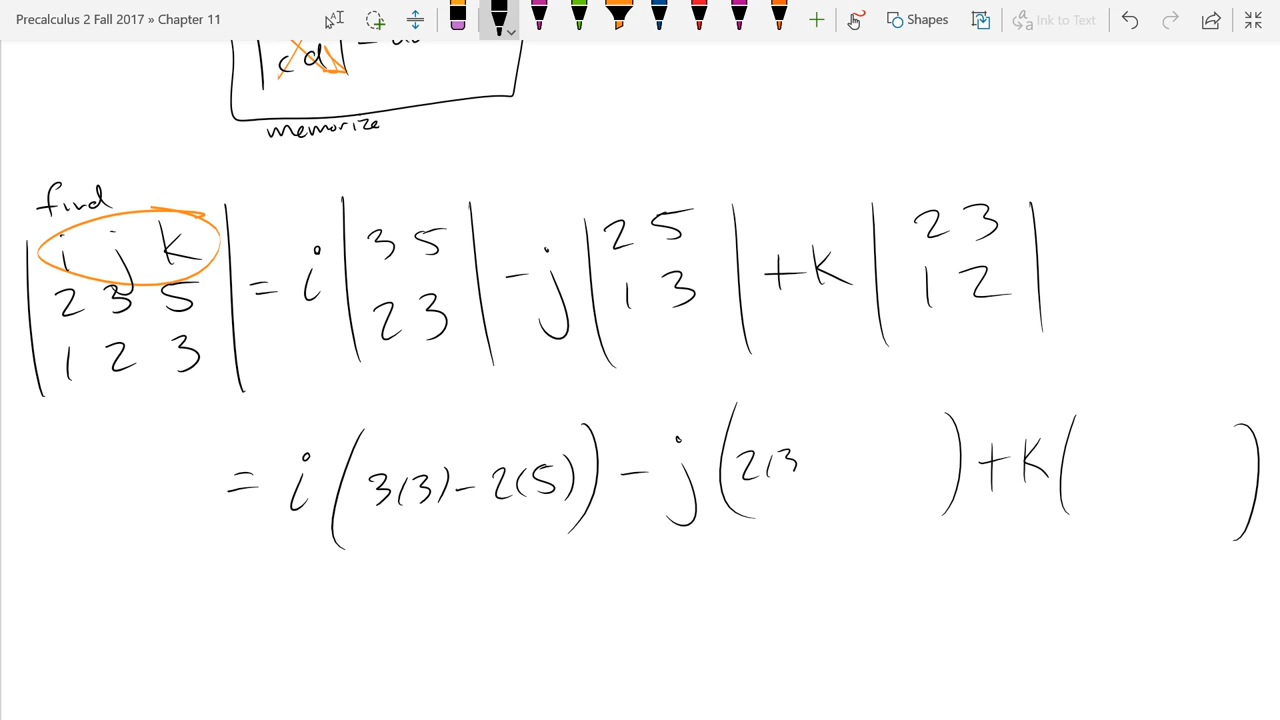 Precalculus 2 Fall 2017 » Chapter 11
Shapes
Ink to Text
| c d | =
memorize
find
| i j k | = i | 3 5 | - j | 2 5 | + k | 2 3 |
| 2 3 5 | | 2 3 | | 1 3 | | 1 2 |
| 1 2 3 |
= i ( 3(3) - 2(5) ) - j ( 2(3 ) + k ( )